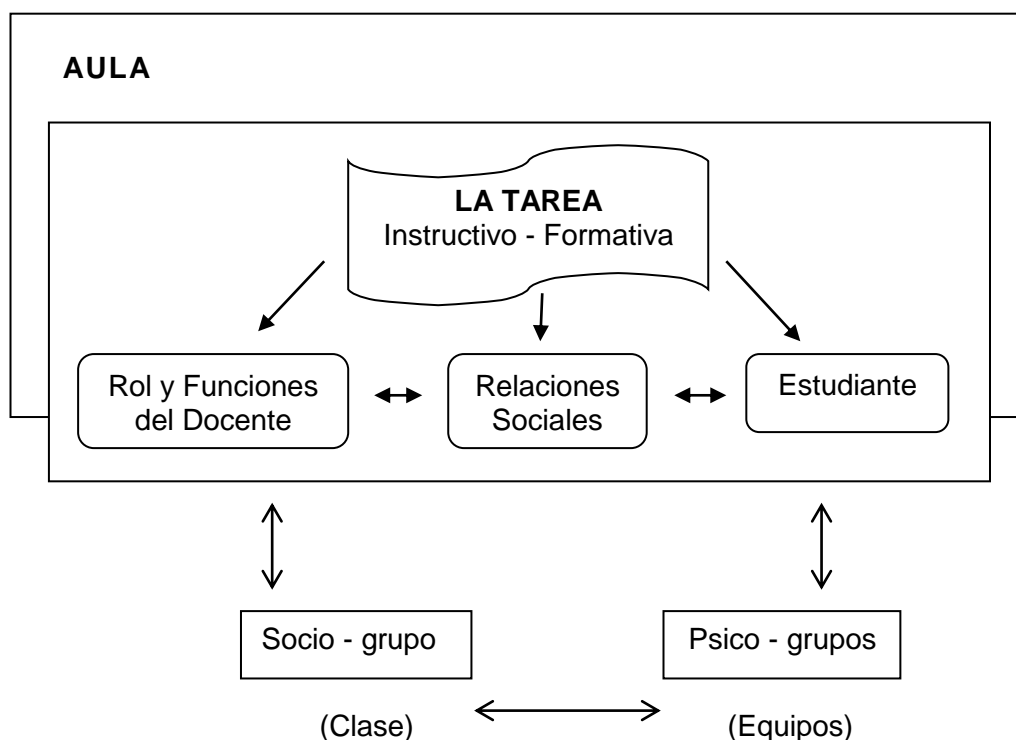 AULA
LA TAREA
Instructivo - Formativa
Rol y Funciones
del Docente
Relaciones
Sociales
Estudiante
Socio - grupo
Psico - grupos
(Clase)
(Equipos)